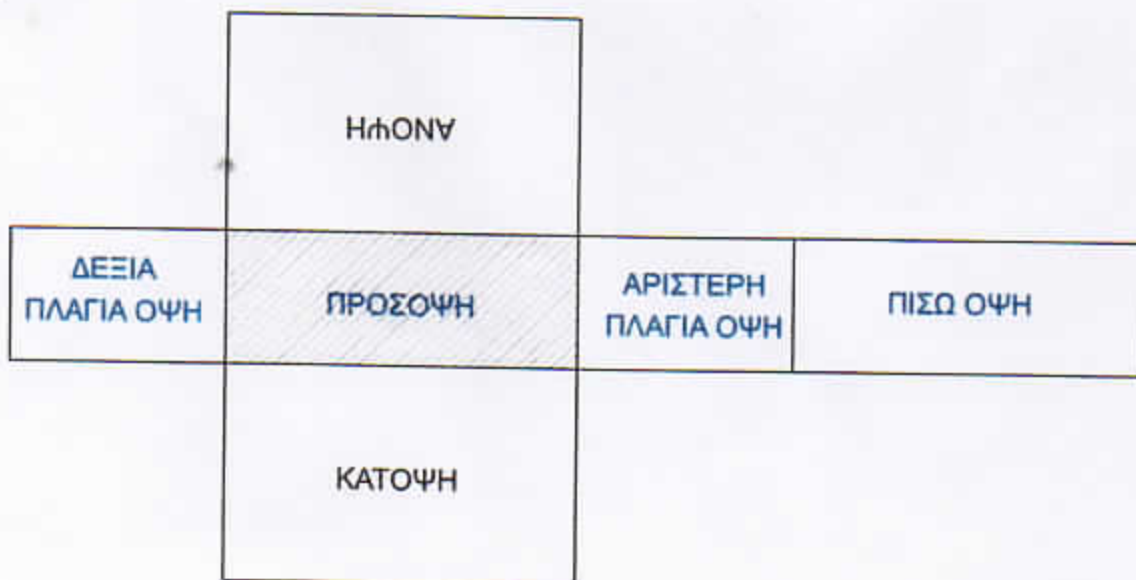 ΑΝΟΨΗ
ΔΕΞΙΑ
ΠΛΑΓΙΑ ΟΨΗ
ΠΡΟΣΟΨΗ
ΑΡΙΣΤΕΡΗ
ΠΛΑΓΙΑ ΟΨΗ
ΠΙΣΩ ΟΨΗ
ΚΑΤΟΨΗ